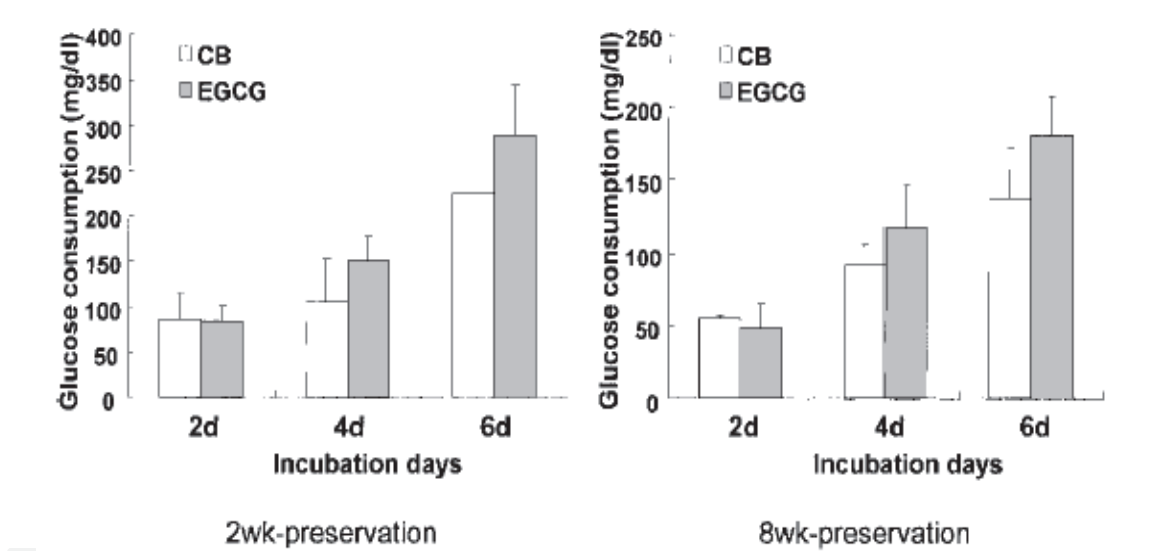 Glucose consumption (mg/dl)
400
350
300
250
200
150
100
50
0
CB
EGCG
2d 4d 6d
Incubation days
2wk-preservation
Glucose consumption (mg/dl)
250
200
150
100
50
0
CB
EGCG
2d 4d 6d
Incubation days
8wk-preservation